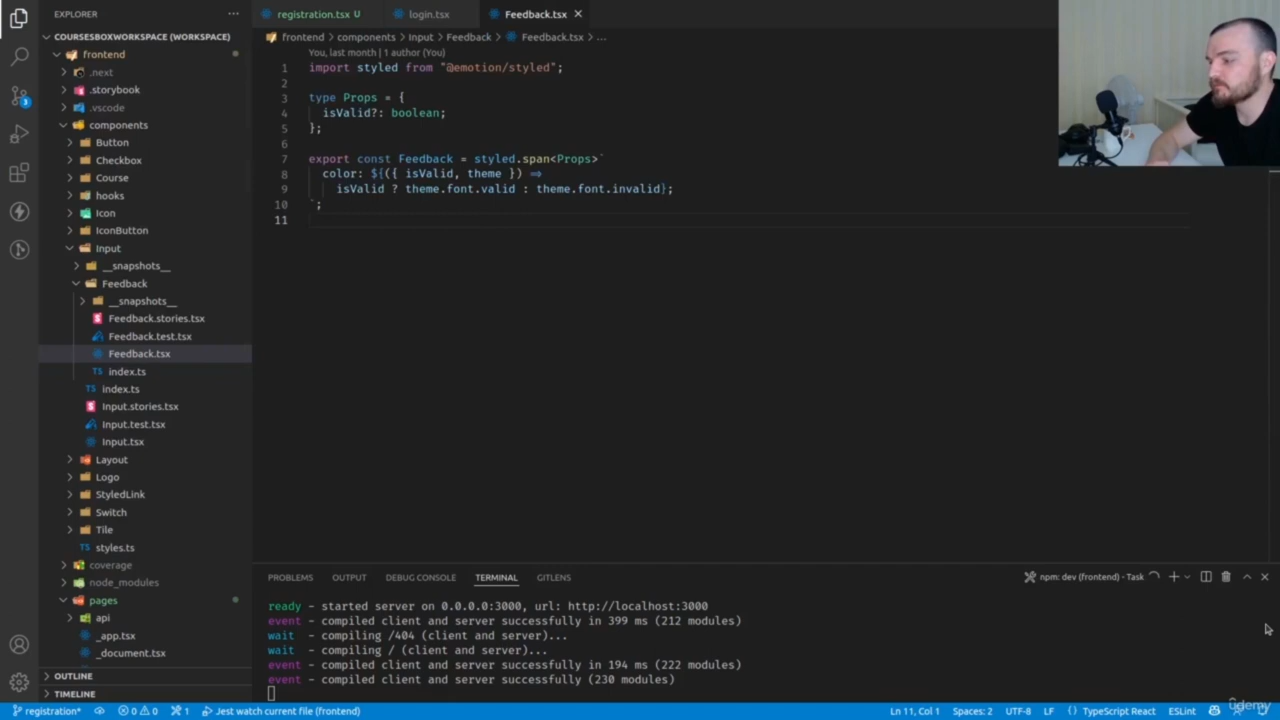 EXPLORER
COURSESBOXWORKSPACE (WORKSPACE)
frontend
.next
.storybook
.vscode
components
Button
Checkbox
Course
hooks
Icon
IconButton
Input
__snapshots__
Feedback
__snapshots__
Feedback.stories.tsx
Feedback.test.tsx
Feedback.tsx
TS index.ts
TS index.ts
Input.stories.tsx
Input.test.tsx
Input.tsx
Layout
Logo
StyledLink
Switch
Tile
TS styles.ts
coverage
node_modules
pages
api
_app.tsx
_document.tsx
OUTLINE
TIMELINE
3
registration.tsx U
login.tsx
Feedback.tsx
frontend > components > Input > Feedback > Feedback.tsx > ...
You, last month | 1 author (You)
1 import styled from "@emotion/styled";
2
3 type Props = {
4 isValid?: boolean;
5 };
6
7 export const Feedback = styled.span<Props>`
8 color: ${({ isValid, theme }) =>
9 isValid ? theme.font.valid : theme.font.invalid};
10 `;
11
PROBLEMS OUTPUT DEBUG CONSOLE TERMINAL GITLENS
npm: dev (frontend) - Task
ready - started server on 0.0.0.0:3000, url: http://localhost:3000
event - compiled client and server successfully in 399 ms (212 modules)
wait - compiling /404 (client and server)...
wait - compiling / (client and server)...
event - compiled client and server successfully in 194 ms (222 modules)
event - compiled client and server successfully (230 modules)
registration* 0 0 1 Jest watch current file (frontend)
Ln 11, Col 1 Spaces: 2 UTF-8 LF {} TypeScript React ESLint
udemy